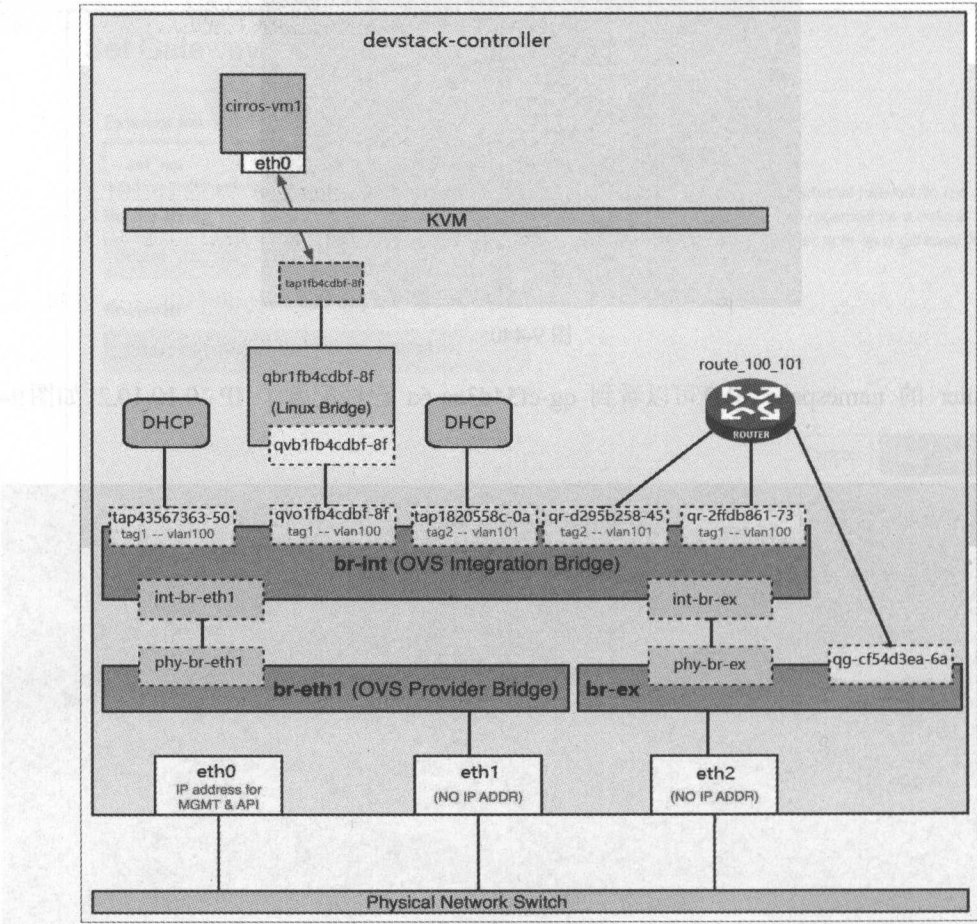 devstack-controller
cirros-vm1
eth0
KVM
tap1fb4cdbf-8f
qbr1fb4cdbf-8f
(Linux Bridge)
route_100_101
DHCP
DHCP
ROUTER
qvb1fb4cdbf-8f
tap43567363-50
tag1 -- vlan100
qvo1fb4cdbf-8f
tag1 -- vlan100
tap1820558c-0a
tag2 -- vlan101
qr-d295b258-45
tag2 -- vlan101
qr-2ffdb861-73
tag1 -- vlan100
br-int (OVS Integration Bridge)
int-br-eth1
int-br-ex
phy-br-eth1
phy-br-ex
qg-cf54d3ea-6a
br-eth1 (OVS Provider Bridge)
br-ex
eth0
IP address for
MGMT & API
eth1
(NO IP ADDR)
eth2
(NO IP ADDR)
Physical Network Switch